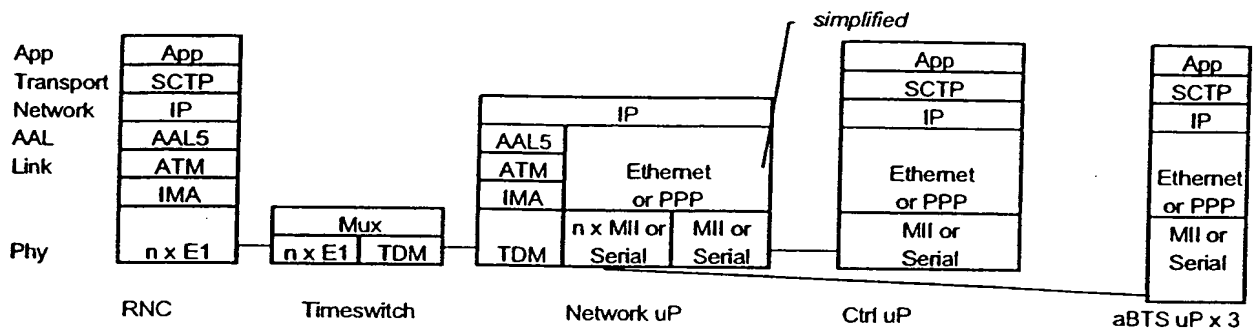 simplified
App App App App
Transport SCTP SCTP SCTP
Network IP IP IP IP
AAL AAL5 AAL5
Link ATM ATM Ethernet or PPP Ethernet or PPP Ethernet or PPP
IMA IMA
Mux
Phy n x E1 n x E1 TDM TDM n x MII or Serial MII or Serial MII or Serial MII or Serial
RNC Timeswitch Network uP Ctrl uP aBTS uP x 3